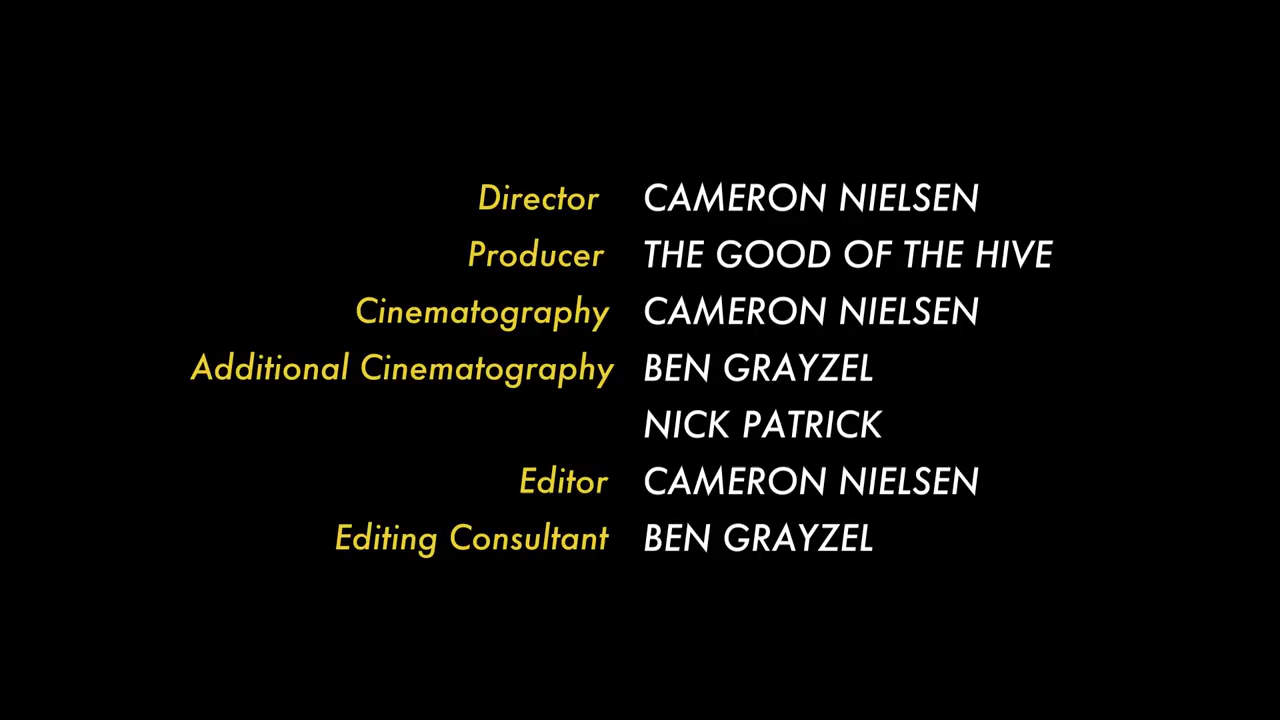 Director CAMERON NIELSEN
Producer THE GOOD OF THE HIVE
Cinematography CAMERON NIELSEN
Additional Cinematography BEN GRAYZEL
NICK PATRICK
Editor CAMERON NIELSEN
Editing Consultant BEN GRAYZEL